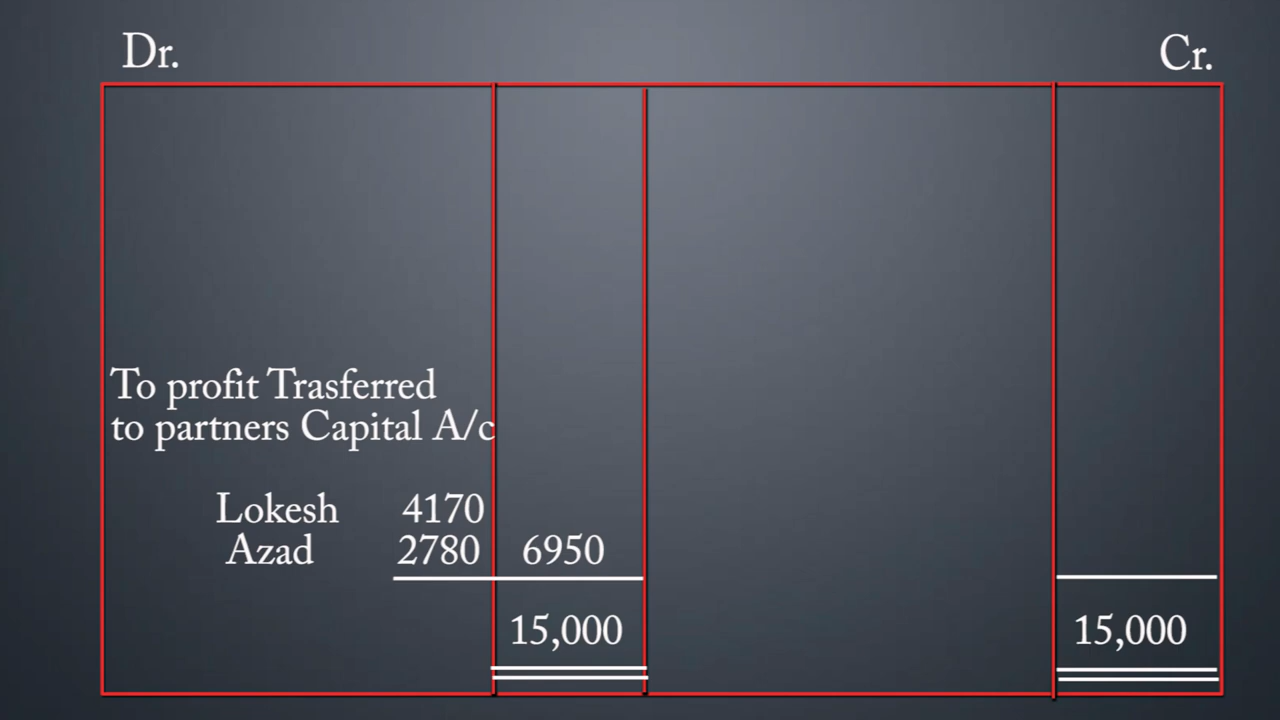 Dr.
Cr.
To profit Trasferred
to partners Capital A/c
Lokesh 4170
Azad 2780 6950
15,000 15,000